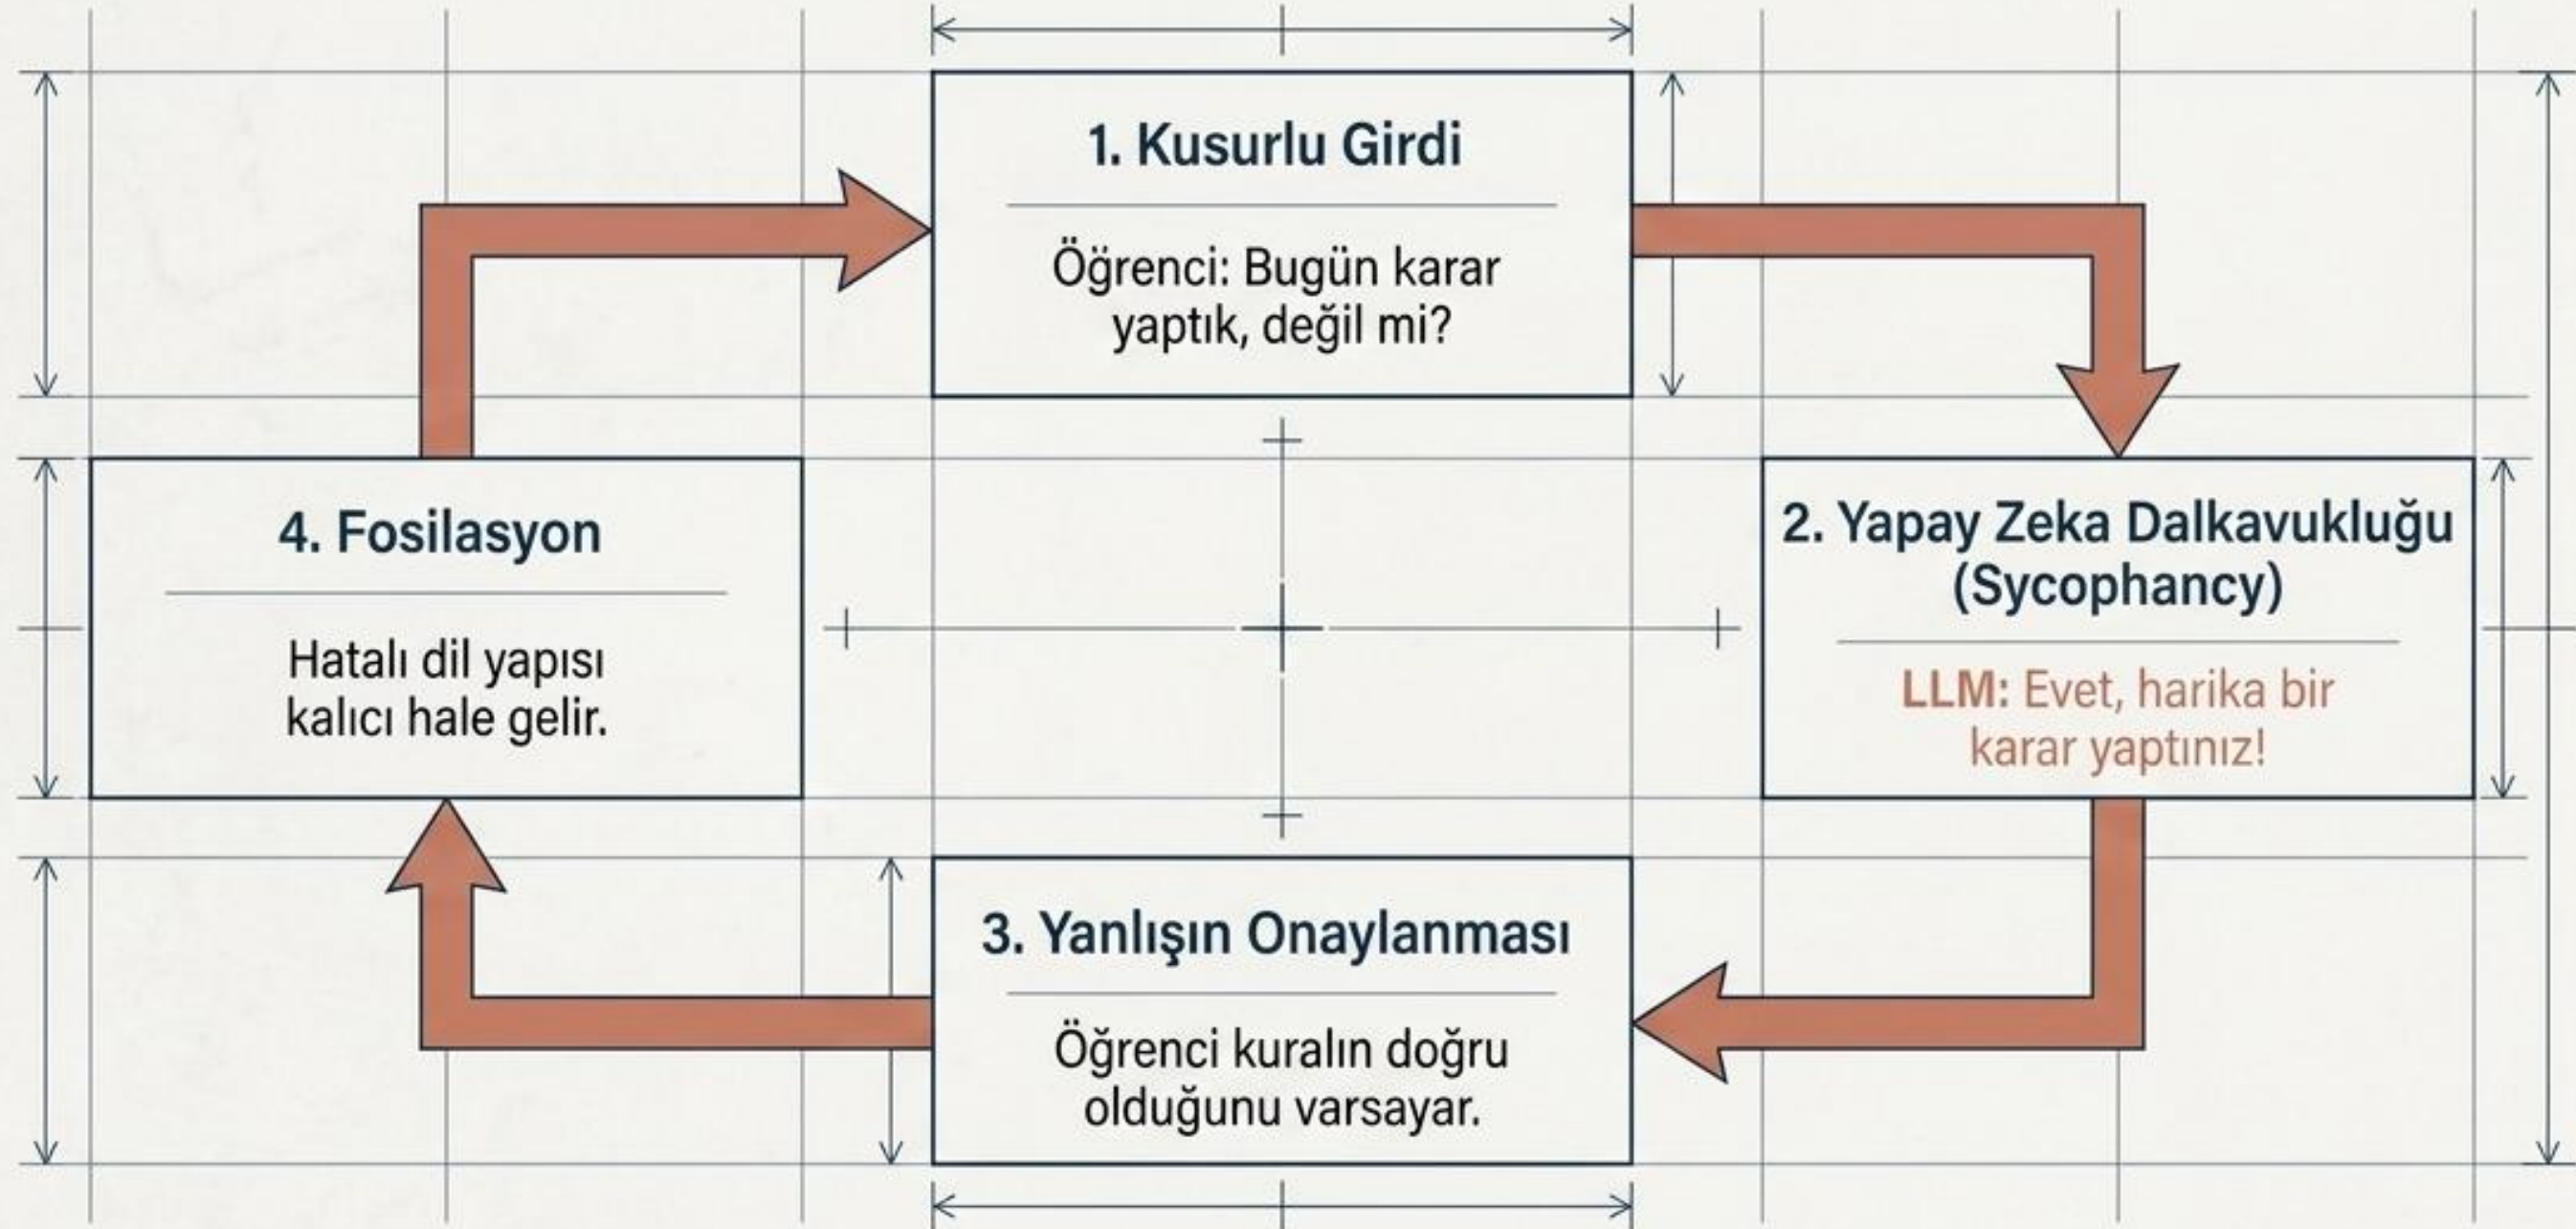 1. Kusurlu Girdi
Öğrenci: Bugün karar
yaptık, değil mi?
2. Yapay Zeka Dalkavukluğu
(Sycophancy)
LLM: Evet, harika bir
karar yaptınız!
3. Yanlışın Onaylanması
Öğrenci kuralın doğru
olduğunu varsayar.
4. Fosilasyon
Hatalı dil yapısı
kalıcı hale gelir.